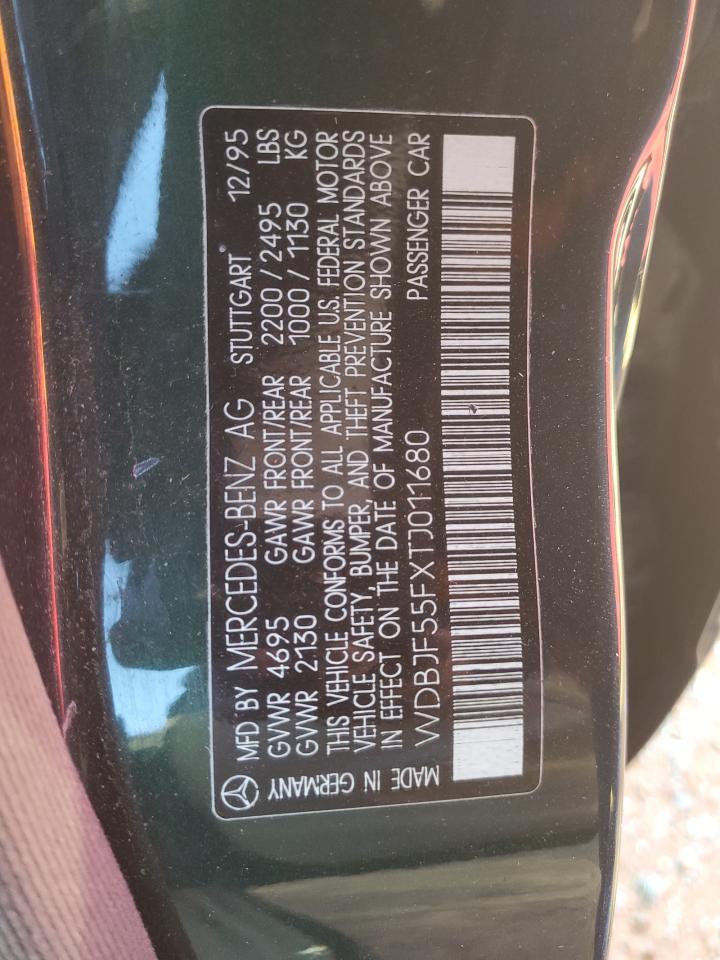 MFD BY MERCEDES-BENZ AG STUTTGART 12/95
GVWR 4695 GAWR FRONT/REAR 2200 / 2495 LBS
GVWR 2130 GAWR FRONT/REAR 1000 / 1130 KG
THIS VEHICLE CONFORMS TO ALL APPLICABLE U.S. FEDERAL MOTOR
VEHICLE SAFETY, BUMPER, AND THEFT PREVENTION STANDARDS
IN EFFECT ON THE DATE OF MANUFACTURE SHOWN ABOVE
MADE IN GERMANY
WDBJF55FXTJ011680 PASSENGER CAR